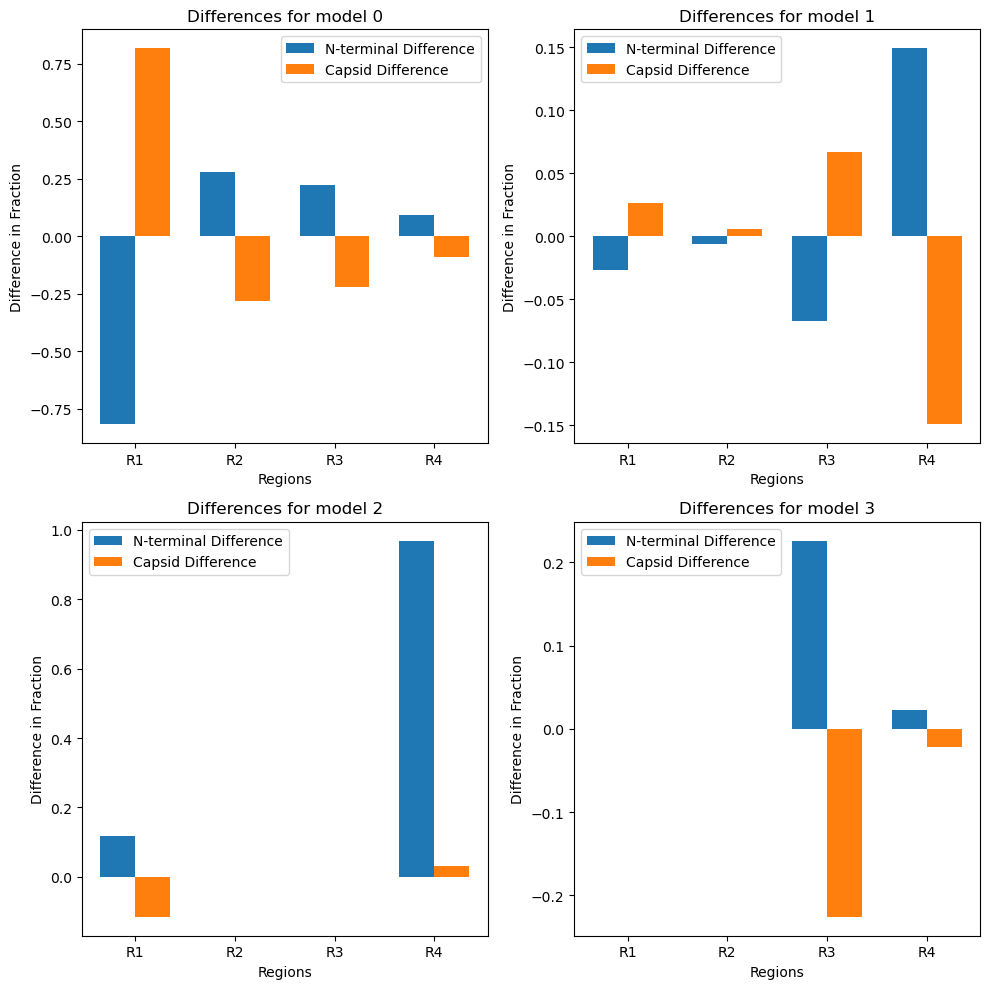 Differences for model 0
N-terminal Difference
Capsid Difference
0.75
0.50
0.25
0.00
−0.25
−0.50
−0.75
Difference in Fraction
R1 R2 R3 R4
Regions
Differences for model 1
N-terminal Difference
Capsid Difference
0.15
0.10
0.05
0.00
−0.05
−0.10
−0.15
Difference in Fraction
R1 R2 R3 R4
Regions
Differences for model 2
N-terminal Difference
Capsid Difference
1.0
0.8
0.6
0.4
0.2
0.0
Difference in Fraction
R1 R2 R3 R4
Regions
Differences for model 3
N-terminal Difference
Capsid Difference
0.2
0.1
0.0
−0.1
−0.2
Difference in Fraction
R1 R2 R3 R4
Regions